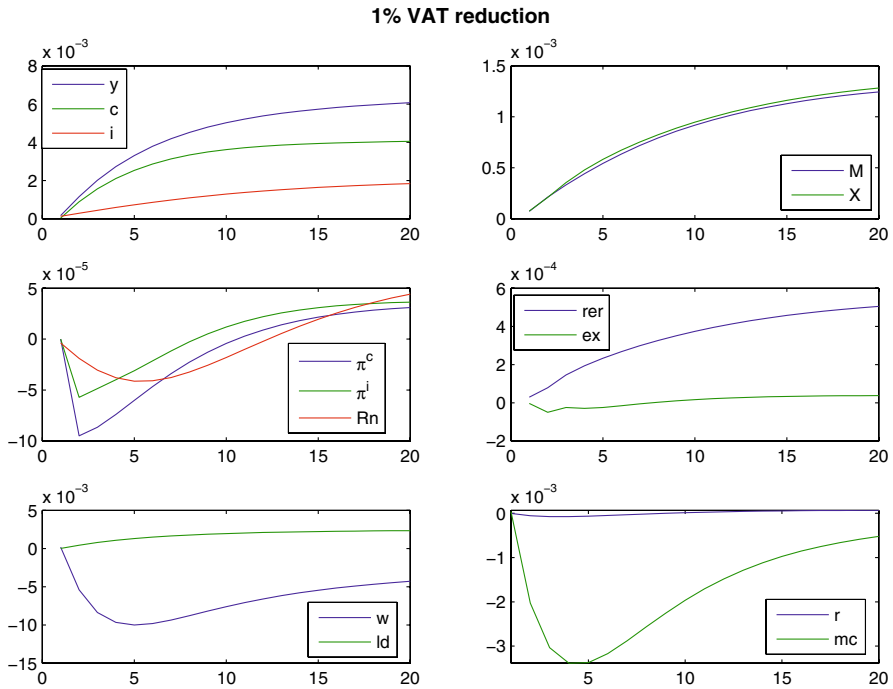 1% VAT reduction
x 10⁻³
8
6
4
2
0
0 5 10 15 20
y
c
i
x 10⁻³
1.5
1
0.5
0
0 5 10 15 20
M
X
x 10⁻⁵
5
0
−5
−10
0 5 10 15 20
π^c
π^i
Rn
x 10⁻⁴
6
4
2
0
−2
0 5 10 15 20
rer
ex
x 10⁻³
5
0
−5
−10
−15
0 5 10 15 20
w
ld
x 10⁻³
0
−1
−2
−3
5 10 15 20
r
mc